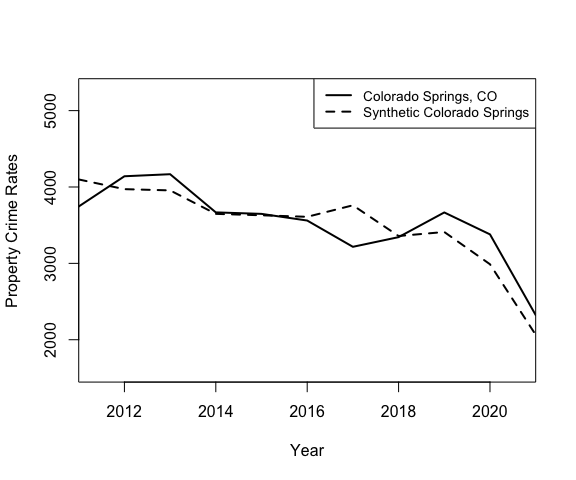 Colorado Springs, CO
Synthetic Colorado Springs
Property Crime Rates
5000
4000
3000
2000
2012 2014 2016 2018 2020
Year